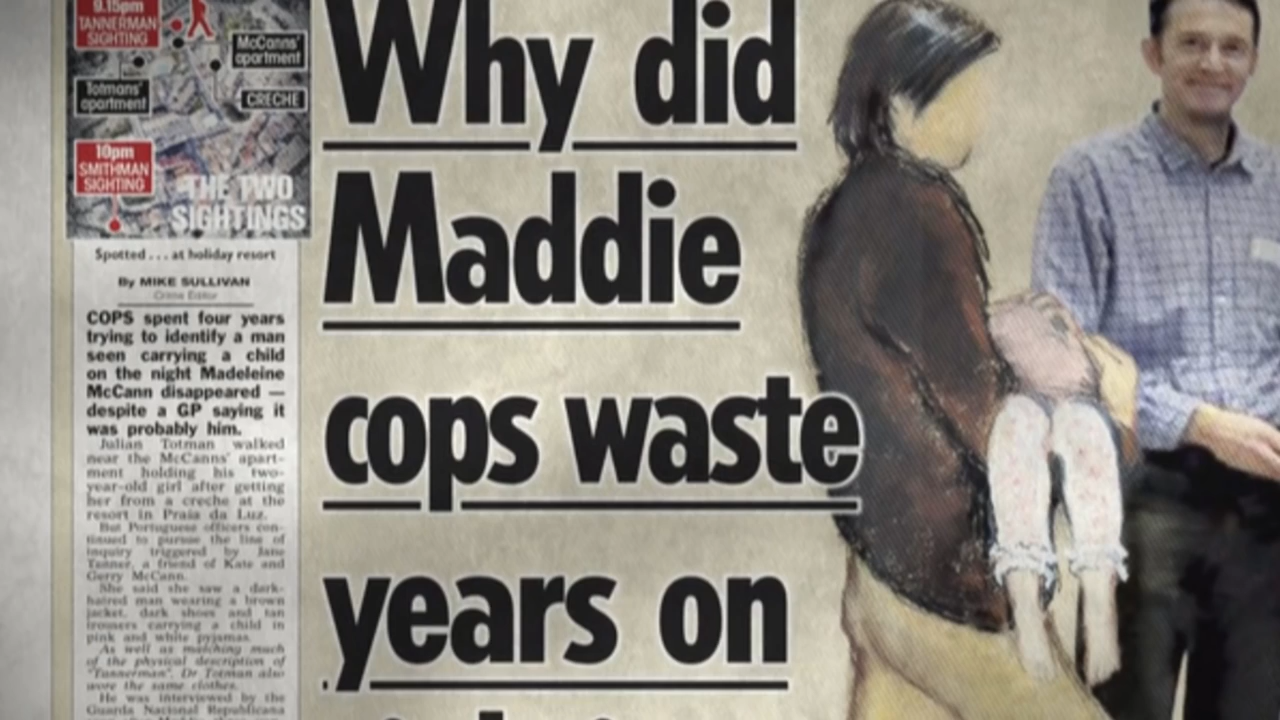 9.15pm
TANNERMAN
SIGHTING
McCanns'
apartment
Totmans'
apartment
CRECHE
10pm
SMITHMAN
SIGHTING
THE TWO
SIGHTINGS
Spotted . . . at holiday resort
By MIKE SULLIVAN
Crime Editor
COPS spent four years
trying to identify a man
seen carrying a child
on the night Madeleine
McCann disappeared —
despite a GP saying it
was probably him.
Julian Totman walked
near the McCanns' apart-
ment holding his two-
year-old girl after getting
her from a creche at the
resort in Praia da Luz.
But Portuguese officers con-
tinued to pursue the line of
inquiry triggered by Jane
Tanner, a friend of Kate and
Gerry McCann.
She said she saw a dark-
haired man wearing a brown
jacket, dark shoes and tan
trousers carrying a child in
pink and white pyjamas.
As well as matching much
of the physical description of
"Tannerman", Dr Totman also
wore the same clothes.
He was interviewed by the
Guarda Nacional Republicana
Why did
Maddie
cops waste
years on